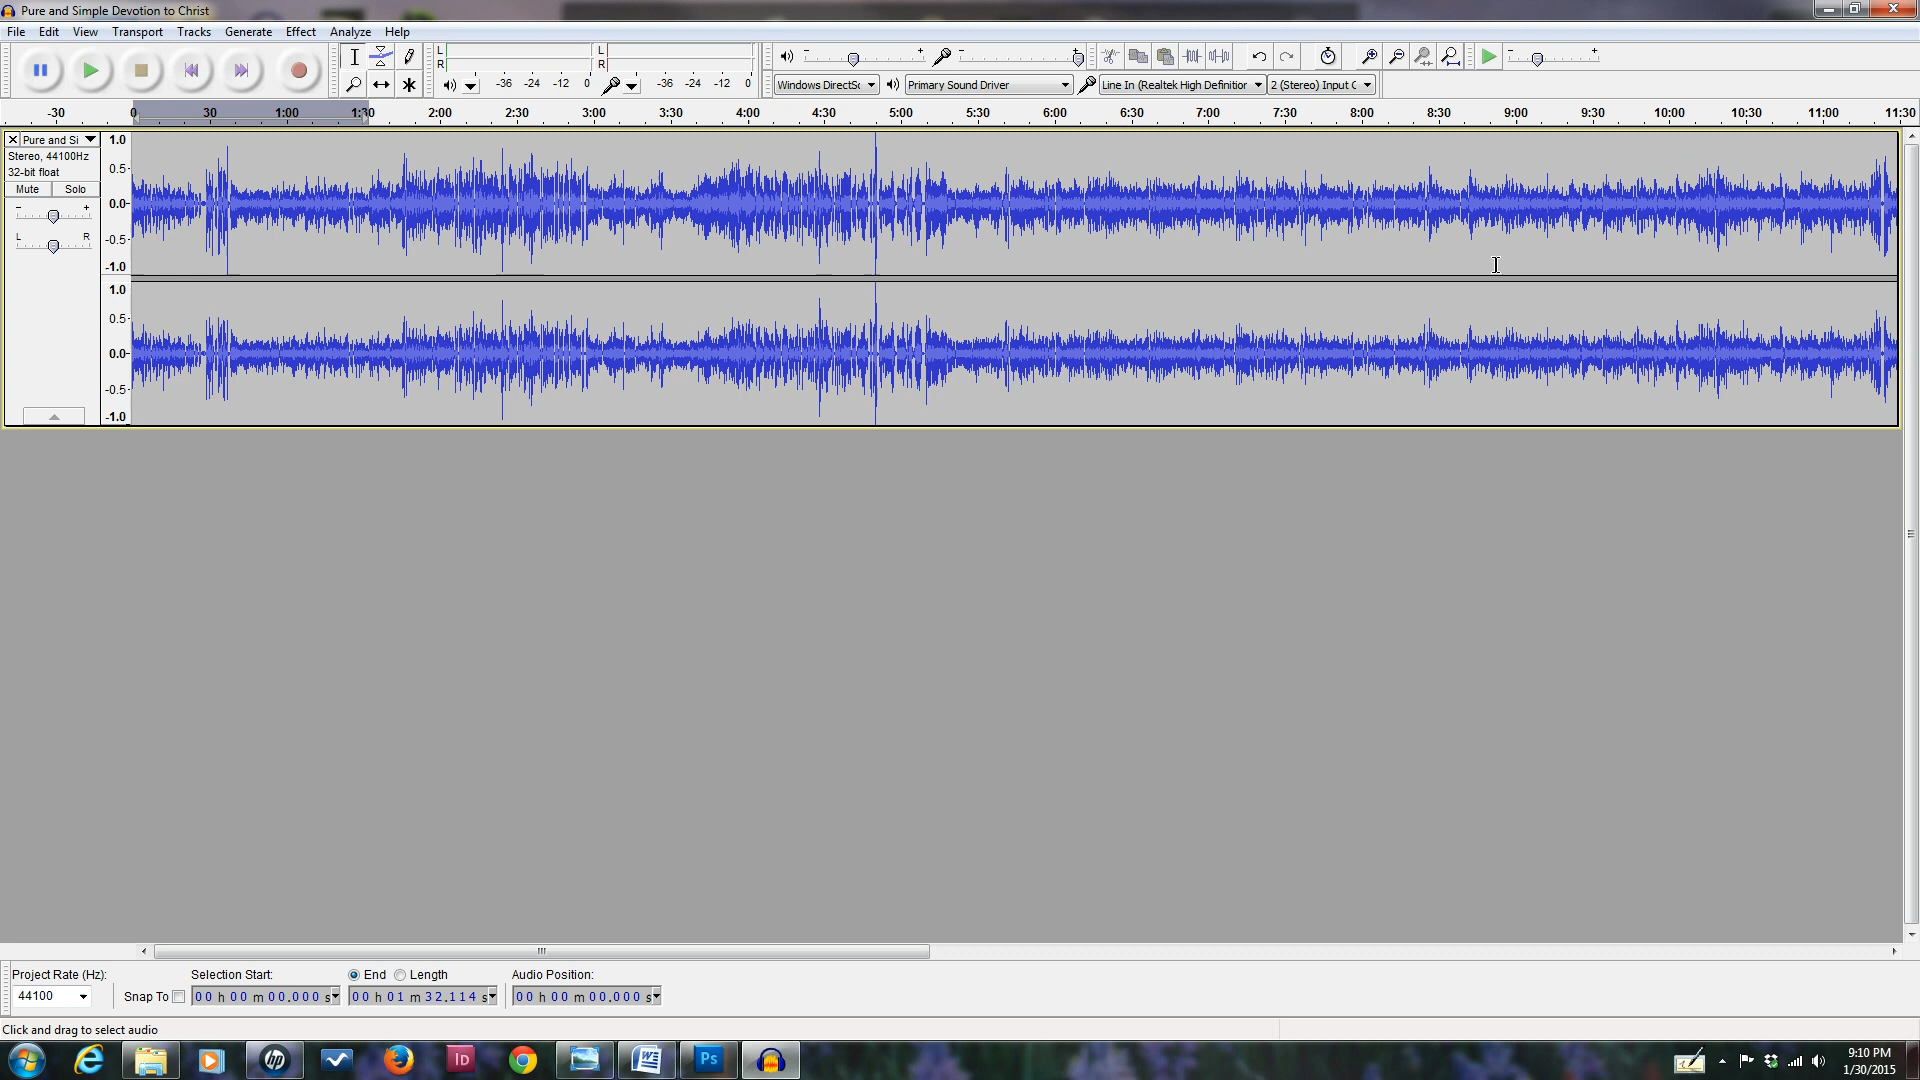 Pure and Simple Devotion to Christ
File Edit View Transport Tracks Generate Effect Analyze Help
L R -36 -24 -12 0 L R -36 -24 -12 0
Windows DirectSc Primary Sound Driver Line In (Realtek High Definitior 2 (Stereo) Input C
-30 0 30 1:00 1:30 2:00 2:30 3:00 3:30 4:00 4:30 5:00 5:30 6:00 6:30 7:00 7:30 8:00 8:30 9:00 9:30 10:00 10:30 11:00 11:30
Pure and Si
Stereo, 44100Hz
32-bit float
Mute Solo
- +
L R
1.0
0.5
0.0
-0.5
-1.0
1.0
0.5
0.0
-0.5
-1.0
Project Rate (Hz): Selection Start: End Length Audio Position:
44100 Snap To 00 h 00 m 00.000 s 00 h 01 m 32.114 s 00 h 00 m 00.000 s
Click and drag to select audio
hp Id W Ps
9:10 PM
1/30/2015